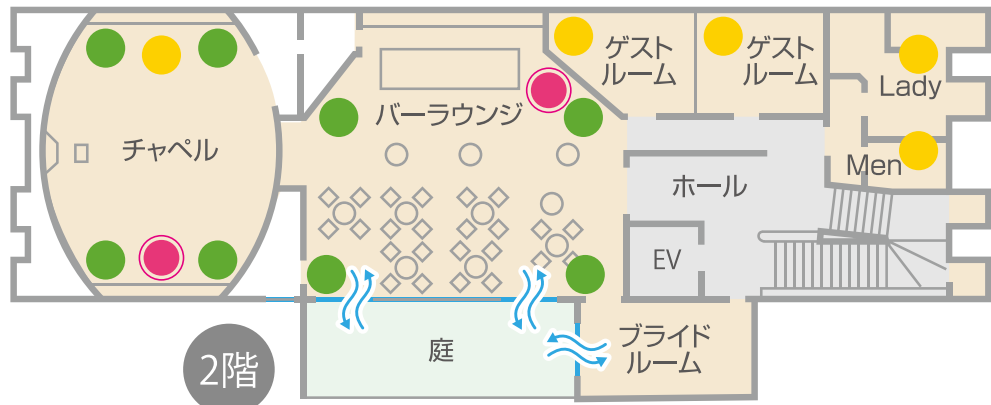 ゲスト
ルーム
ゲスト
ルーム
Lady
バーラウンジ
チャペル
Men
ホール
EV
ブライド
ルーム
庭
2階